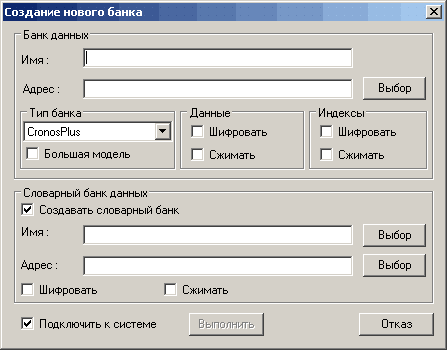 Создание нового банка
Банк данных
Имя :
Адрес : Выбор
Тип банка Данные Индексы
CronosPlus Шифровать Шифровать
Большая модель Сжимать Сжимать
Словарный банк данных
Создавать словарный банк
Имя : Выбор
Адрес : Выбор
Шифровать Сжимать
Подключить к системе Выполнить Отказ